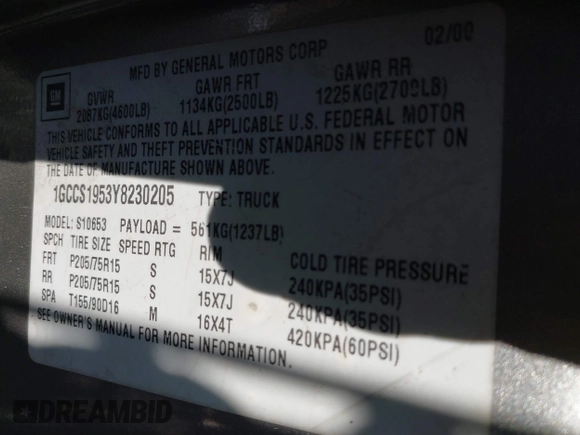 MFD BY GENERAL MOTORS CORP 02/00
GM
GVWR GAWR FRT GAWR RR
2087KG(4600LB) 1134KG(2500LB) 1225KG(2700LB)
THIS VEHICLE CONFORMS TO ALL APPLICABLE U.S. FEDERAL MOTOR
VEHICLE SAFETY AND THEFT PREVENTION STANDARDS IN EFFECT ON
THE DATE OF MANUFACTURE SHOWN ABOVE.
1GCCS1953Y8230205 TYPE: TRUCK
MODEL: S10653 PAYLOAD = 561KG(1237LB)
SPCH TIRE SIZE SPEED RTG RIM COLD TIRE PRESSURE
FRT P205/75R15 S 15X7J 240KPA(35PSI)
RR P205/75R15 S 15X7J 240KPA(35PSI)
SPA T155/90D16 M 16X4T 420KPA(60PSI)
SEE OWNER'S MANUAL FOR MORE INFORMATION.
DREAMBID